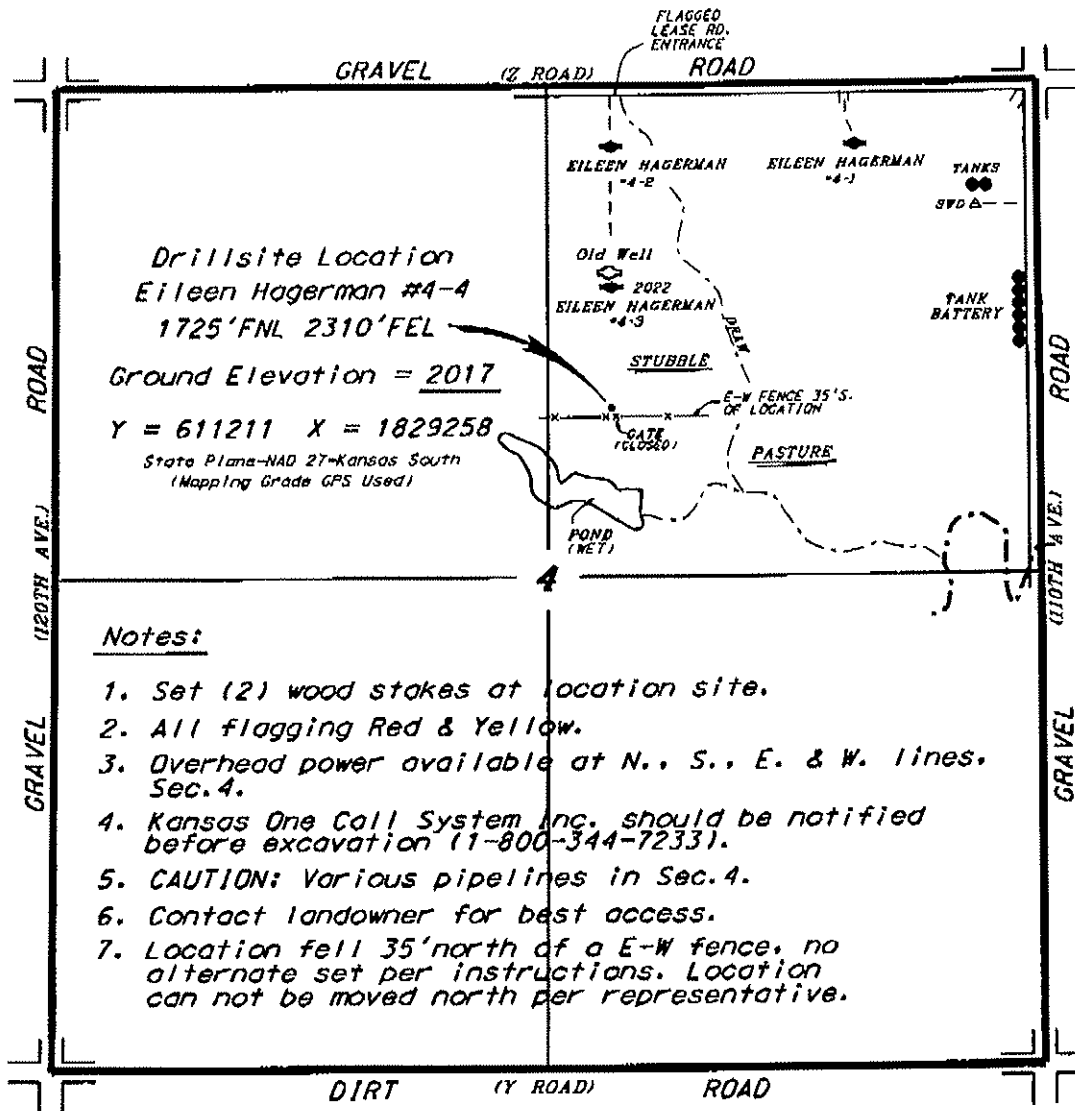 FLAGGED
LEASE RD.
ENTRANCE
GRAVEL (Z ROAD) ROAD
EILEEN HAGERMAN
#4-2
EILEEN HAGERMAN
#4-1
TANKS
SWD
Drillsite Location
Eileen Hagerman #4-4
1725'FNL 2310'FEL
Ground Elevation = 2017
Y = 611211 X = 1829258
State Plane-NAD 27-Kansas South
(Mapping Grade GPS Used)
Old Well
2022
EILEEN HAGERMAN
#4-3
TANK
BATTERY
DRAW
STUBBLE
E-W FENCE 35'S.
OF LOCATION
GATE
(CLOSED)
PASTURE
POND
(WET)
4
GRAVEL (120TH AVE.) ROAD
GRAVEL (110TH AVE.) ROAD
Notes:
1. Set (2) wood stakes at location site.
2. All flagging Red & Yellow.
3. Overhead power available at N., S., E. & W. lines,
Sec.4.
4. Kansas One Call System Inc. should be notified
before excavation (1-800-344-7233).
5. CAUTION: Various pipelines in Sec.4.
6. Contact landowner for best access.
7. Location fell 35'north of a E-W fence, no
alternate set per instructions. Location
can not be moved north per representative.
DIRT (Y ROAD) ROAD